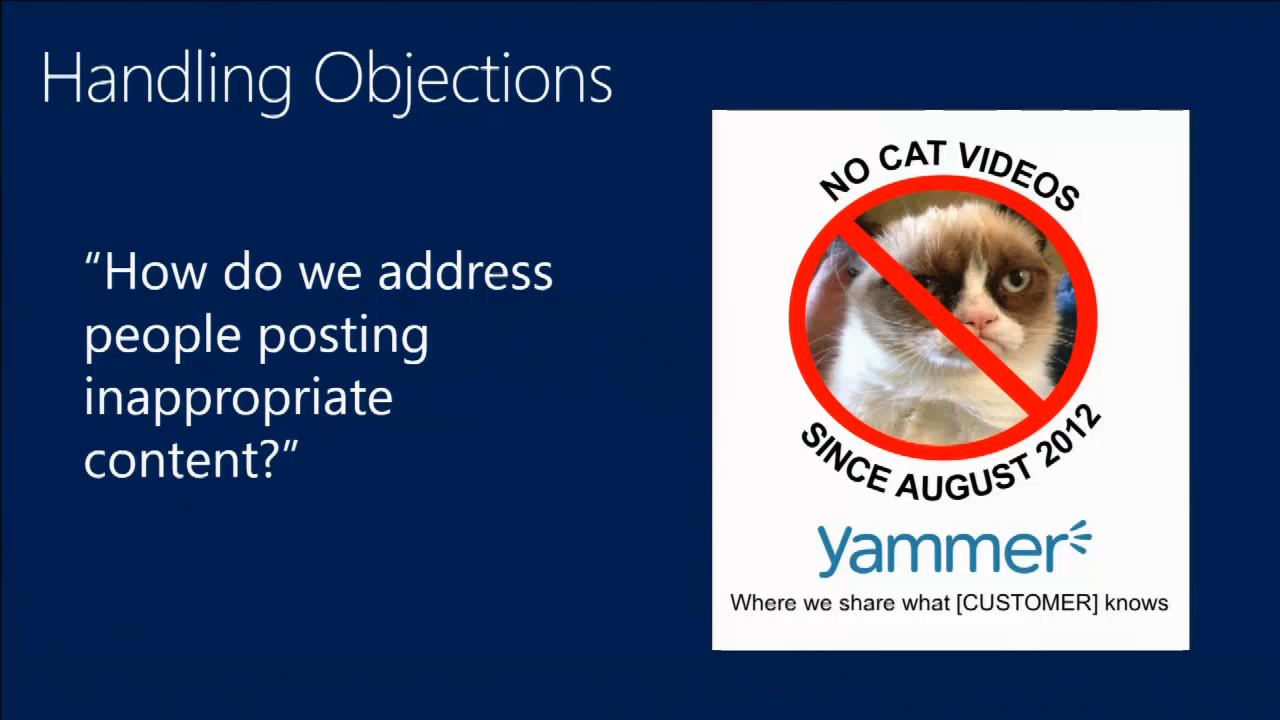 Handling Objections
“How do we address
people posting
inappropriate
content?”
NO CAT VIDEOS
SINCE AUGUST 2012
yammer
Where we share what [CUSTOMER] knows